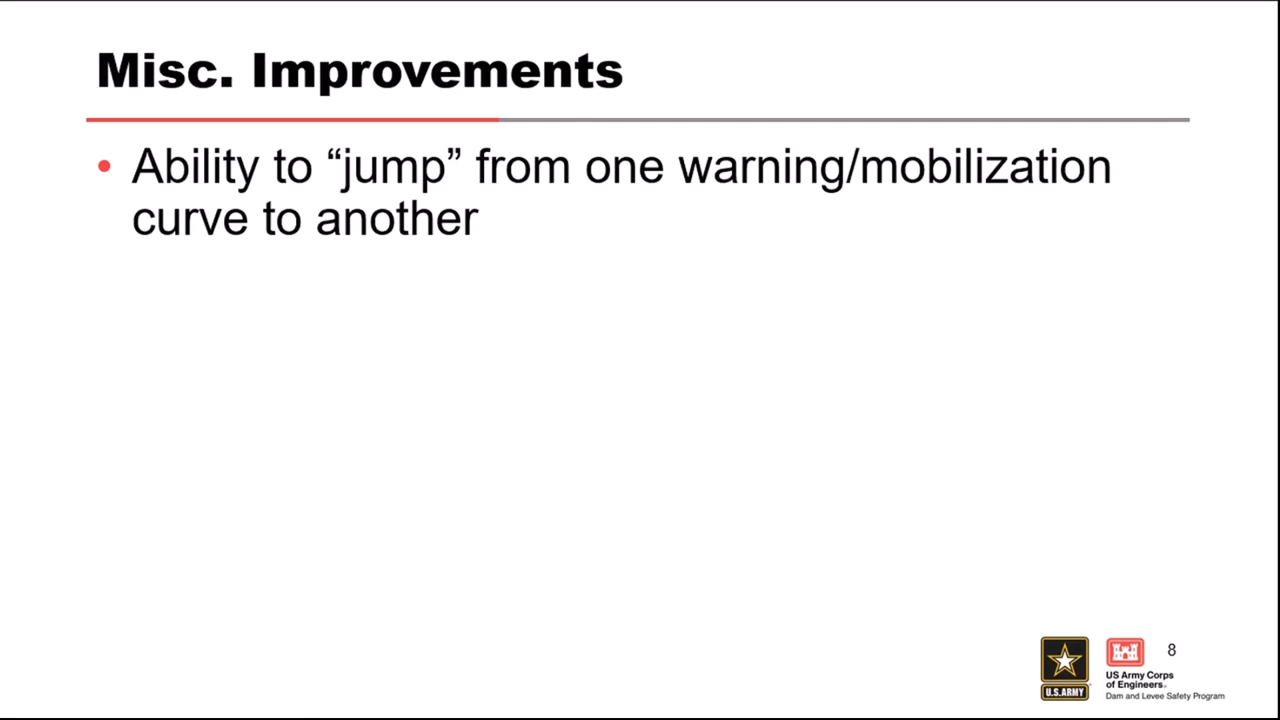 Misc. Improvements
• Ability to “jump” from one warning/mobilization
curve to another
8
U.S.ARMY
US Army Corps
of Engineers®
Dam and Levee Safety Program